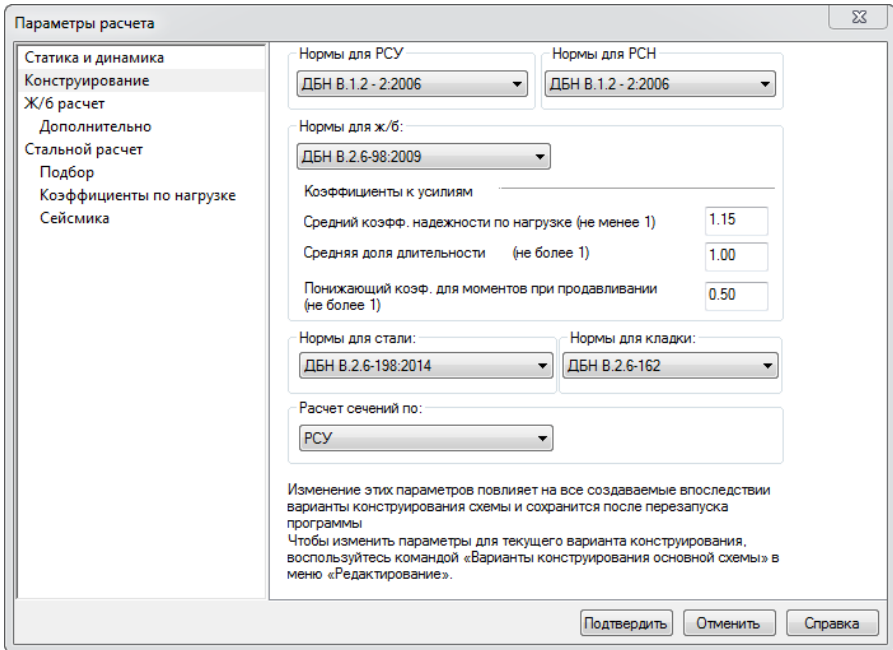 Параметры расчета
Статика и динамика
Конструирование
Ж/б расчет
Дополнительно
Стальной расчет
Подбор
Коэффициенты по нагрузке
Сейсмика
Нормы для РСУ
ДБН В.1.2 - 2:2006
Нормы для РСН
ДБН В.1.2 - 2:2006
Нормы для ж/б:
ДБН В.2.6-98:2009
Коэффициенты к усилиям
Средний коэфф. надежности по нагрузке (не менее 1) 1.15
Средняя доля длительности (не более 1) 1.00
Понижающий коэф. для моментов при продавливании
(не более 1) 0.50
Нормы для стали:
ДБН В.2.6-198:2014
Нормы для кладки:
ДБН В.2.6-162
Расчет сечений по:
РСУ
Изменение этих параметров повлияет на все создаваемые впоследствии
варианты конструирования схемы и сохранится после перезапуска
программы
Чтобы изменить параметры для текущего варианта конструирования,
воспользуйтесь командой «Варианты конструирования основной схемы» в
меню «Редактирование».
Подтвердить Отменить Справка